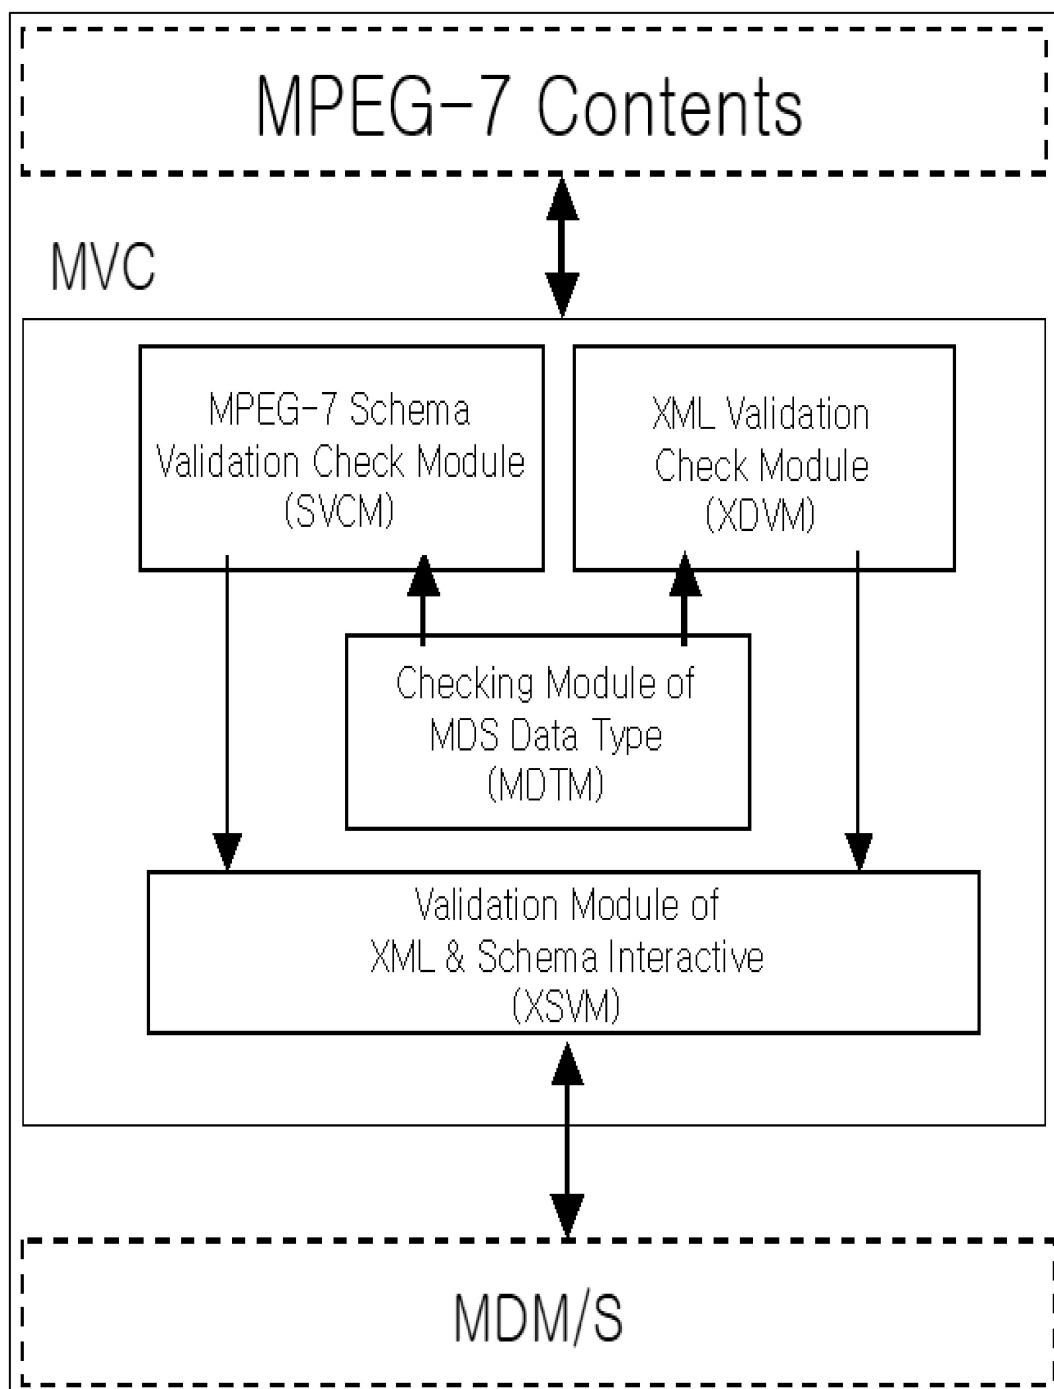 MPEG-7 Contents
MVC
MPEG-7 Schema
Validation Check Module
(SVCM)
XML Validation
Check Module
(XDVM)
Checking Module of
MDS Data Type
(MDTM)
Validation Module of
XML & Schema Interactive
(XSVM)
MDM/S